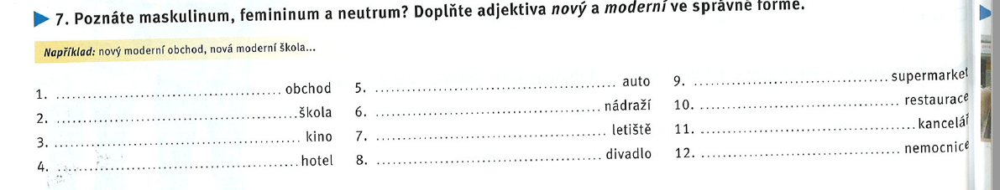 ▶ 7. Poznáte maskulinum, femininum a neutrum? Doplňte adjektiva nový a moderní ve správné formě.
Například: nový moderní obchod, nová moderní škola...
1. ........................................ obchod
2. ........................................ škola
3. ........................................ kino
4. ........................................ hotel
5. ........................................ auto
6. ........................................ nádraží
7. ........................................ letiště
8. ........................................ divadlo
9. ........................................ supermarket
10. ........................................ restaurace
11. ........................................ kancelář
12. ........................................ nemocnice